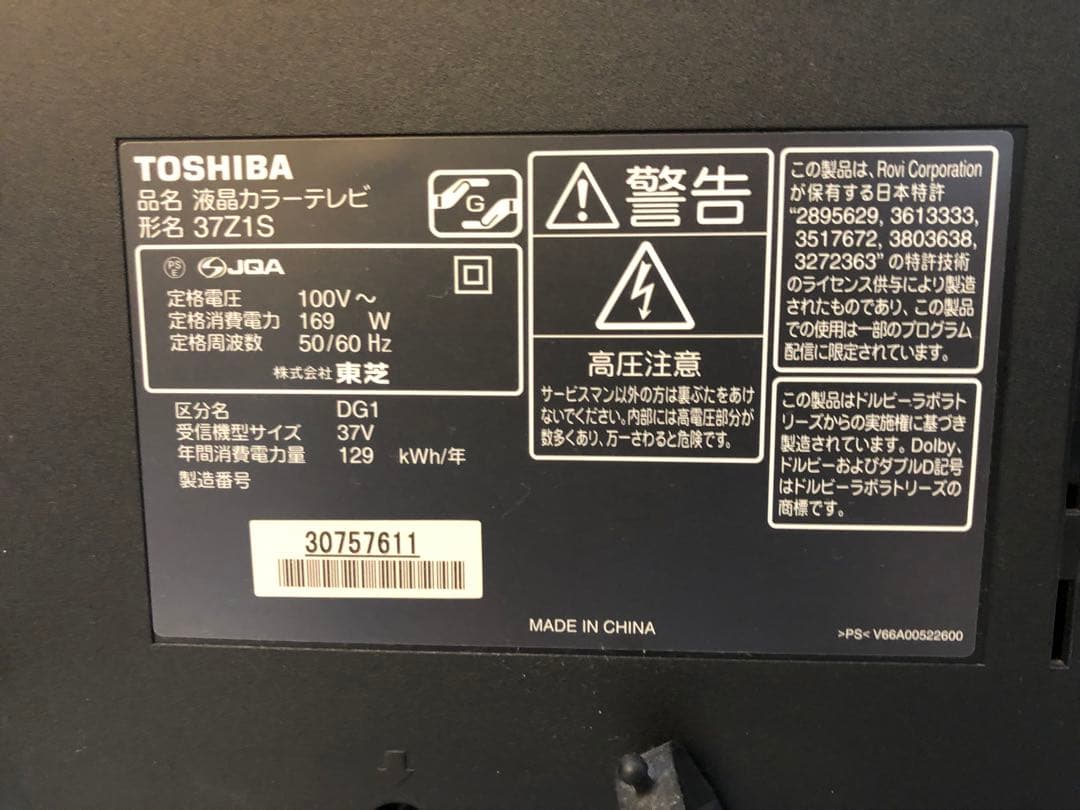 TOSHIBA
品名 液晶カラーテレビ
形名 37Z1S
G
PS
E
JQA
定格電圧 100V～
定格消費電力 169 W
定格周波数 50/60 Hz
株式会社 東芝
区分名 DG1
受信機型サイズ 37V
年間消費電力量 129 kWh/年
製造番号
30757611
警告
高圧注意
サービスマン以外の方は裏ぶたをあけ
ないでください。内部には高電圧部分が
数多くあり、万一さわると危険です。
この製品は、Rovi Corporation
が保有する日本特許
“2895629, 3613333,
3517672, 3803638,
3272363” の特許技術
のライセンス供与により製造
されたものであり、この製品
での使用は一部のプログラム
配信に限定されています。
この製品はドルビーラボラト
リーズからの実施権に基づき
製造されています。Dolby、
ドルビーおよびダブルD記号
はドルビーラボラトリーズの
商標です。
MADE IN CHINA
>PS< V66A00522600